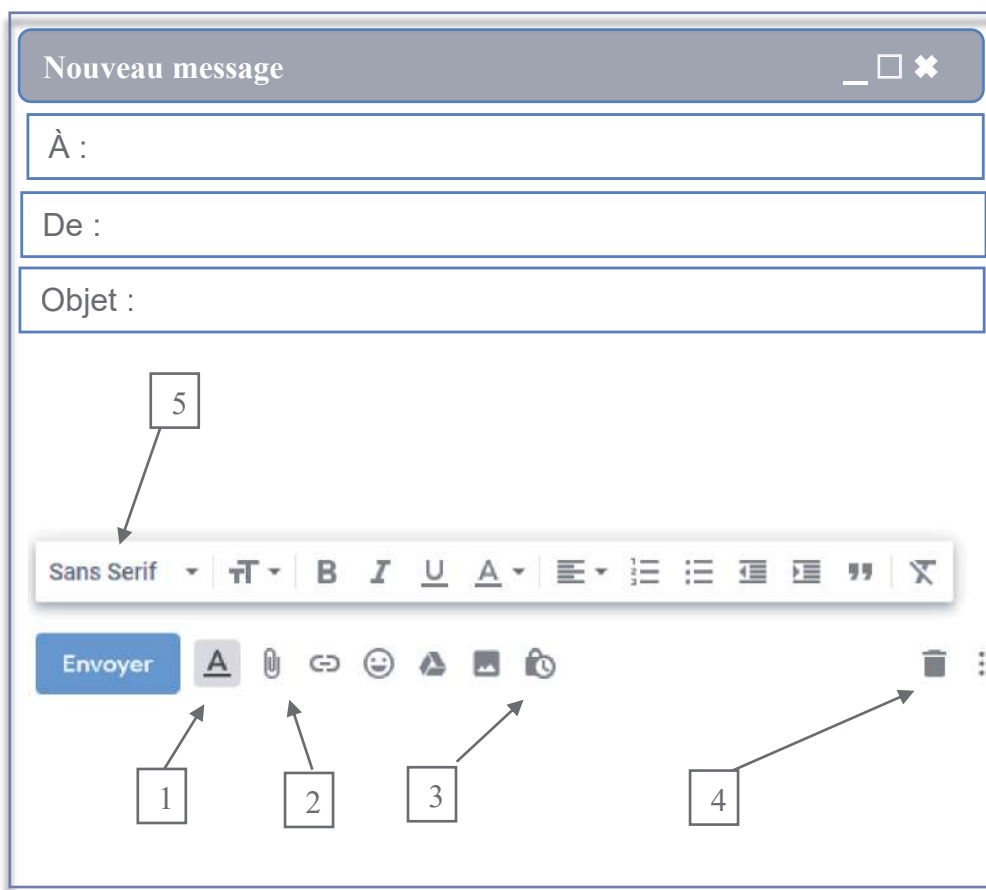 Nouveau message
À :
De :
Objet :
5
Sans Serif B I U A
Envoyer A
1 2 3 4